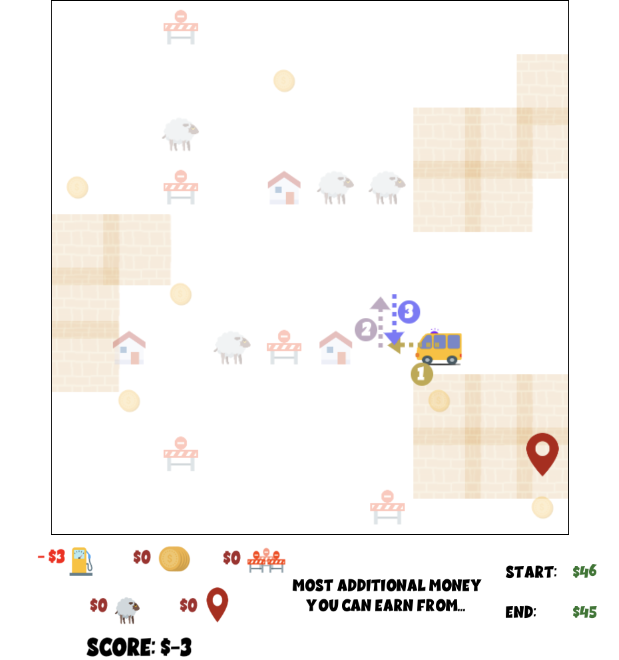 3
2
1
- $3
$0
$0
$0
$0
SCORE: $-3
MOST ADDITIONAL MONEY
YOU CAN EARN FROM...
START: $46
END: $45